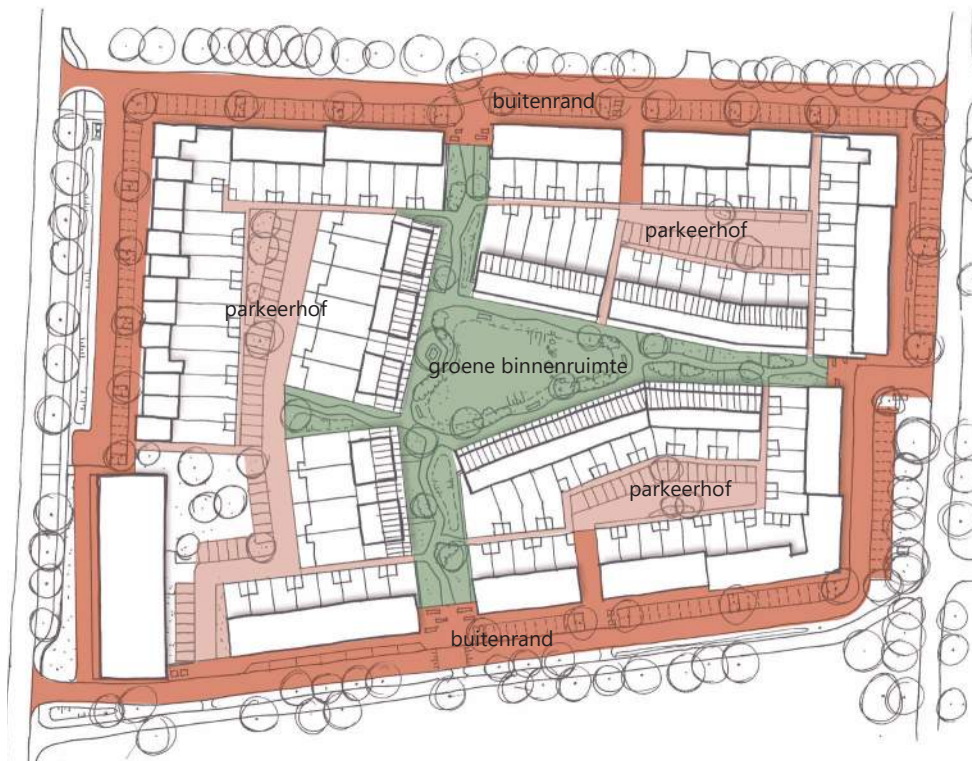 buitenrand
parkeerhof
parkeerhof
groene binnenruimte
parkeerhof
buitenrand